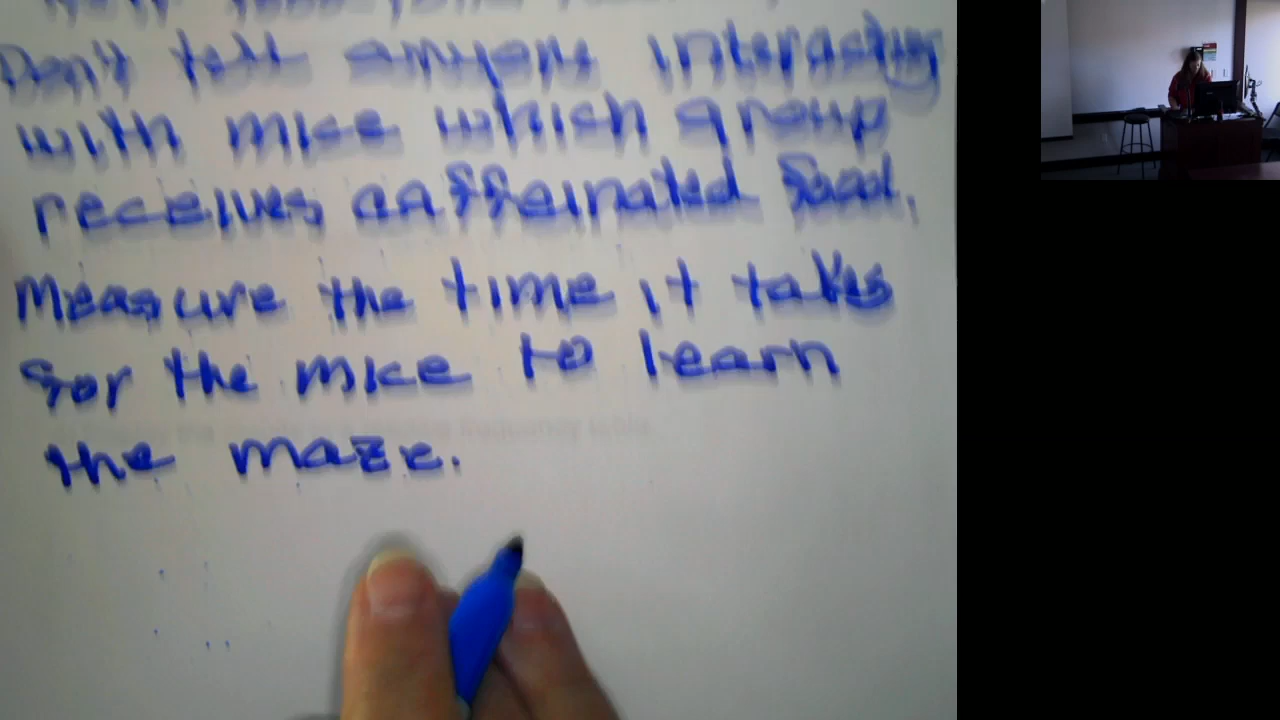 Don't tell anyone interacting
with mice which group
receives caffeinated food.
Measure the time it takes
for the mice to learn
the maze.